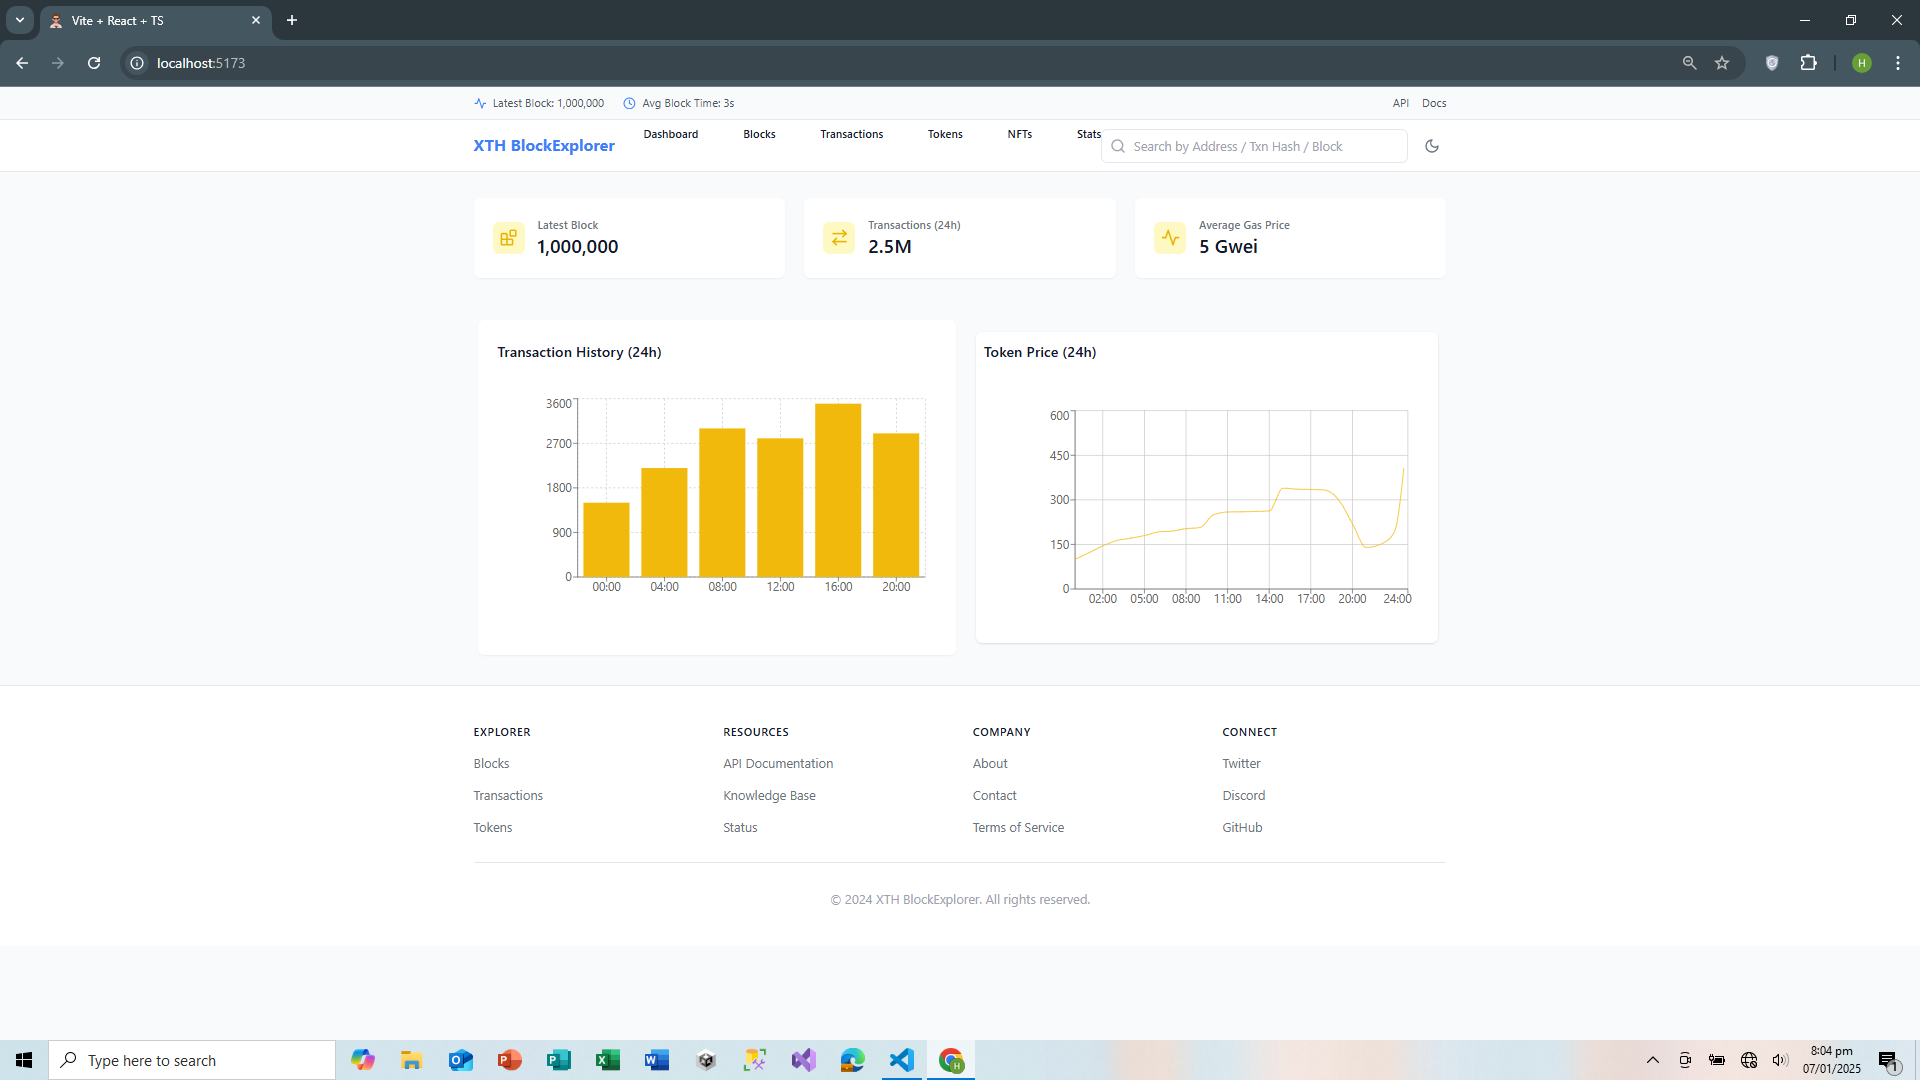 Vite + React + TS
localhost:5173
H
Latest Block: 1,000,000 Avg Block Time: 3s API Docs
XTH BlockExplorer Dashboard Blocks Transactions Tokens NFTs Stats Search by Address / Txn Hash / Block
Latest Block
1,000,000
Transactions (24h)
2.5M
Average Gas Price
5 Gwei
Transaction History (24h)
3600
2700
1800
900
0
00:00 04:00 08:00 12:00 16:00 20:00
Token Price (24h)
600
450
300
150
0
02:00 05:00 08:00 11:00 14:00 17:00 20:00 24:00
EXPLORER
Blocks
Transactions
Tokens
RESOURCES
API Documentation
Knowledge Base
Status
COMPANY
About
Contact
Terms of Service
CONNECT
Twitter
Discord
GitHub
© 2024 XTH BlockExplorer. All rights reserved.
Type here to search
8:04 pm
07/01/2025
1